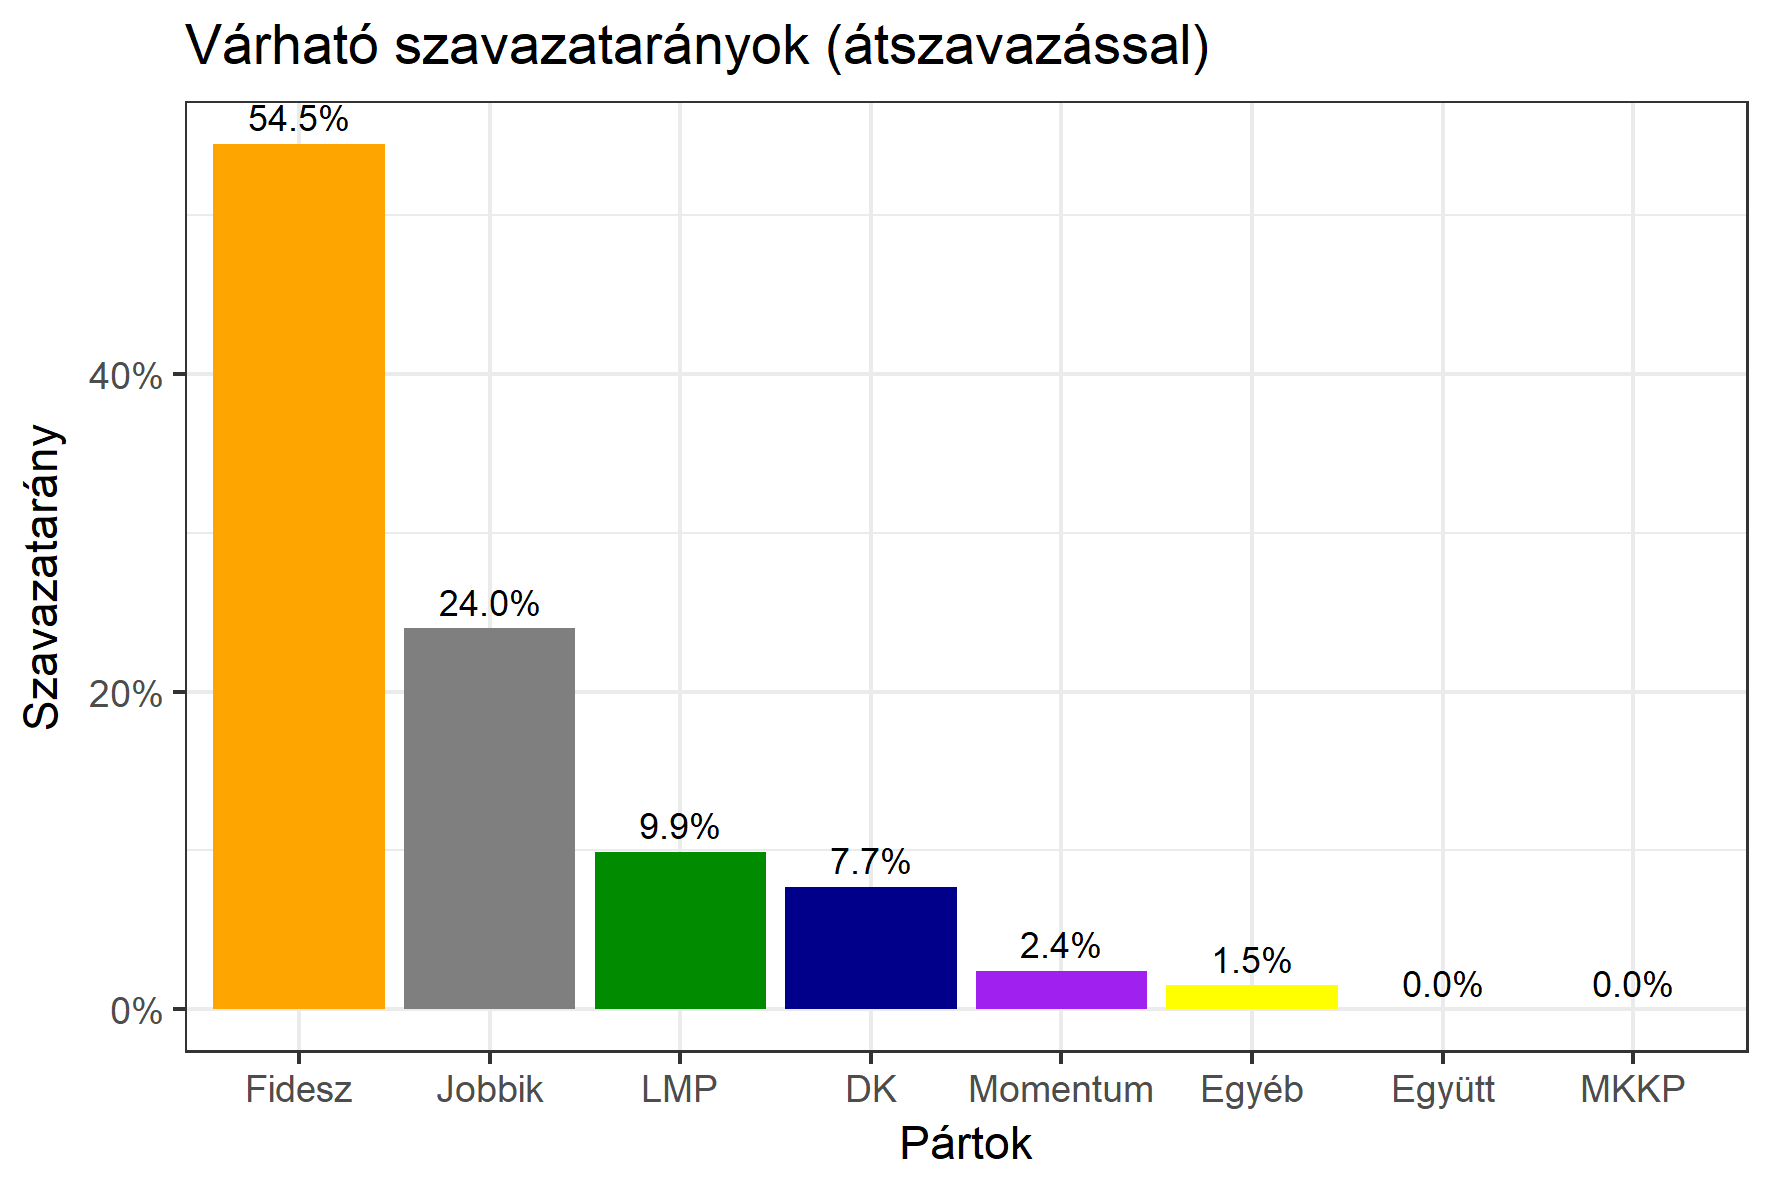 Várható szavazatarányok (átszavazással)
54.5%
24.0%
9.9%
7.7%
2.4%
1.5%
0.0%
0.0%
40%
20%
0%
Szavazatarány
Fidesz Jobbik LMP DK Momentum Egyéb Együtt MKKP
Pártok